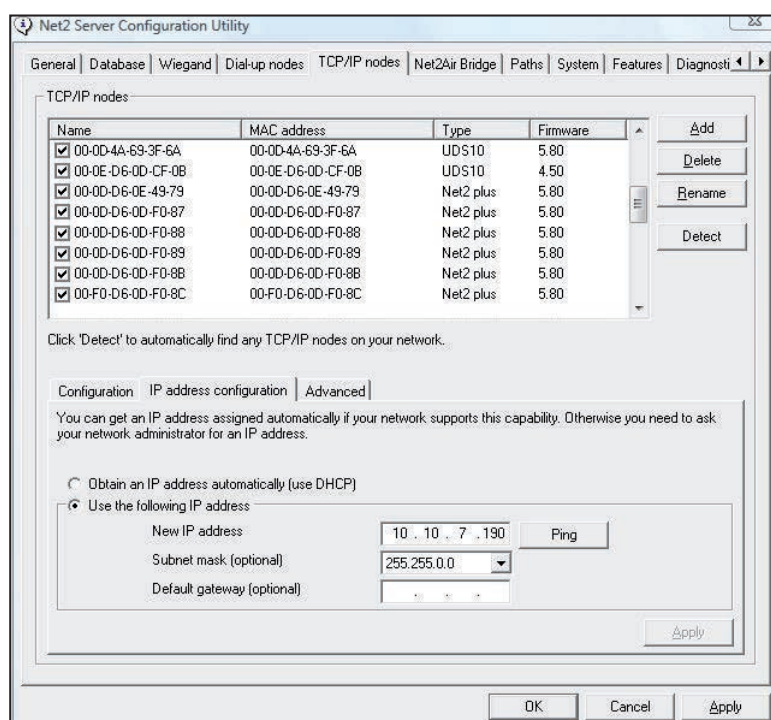 Net2 Server Configuration Utility
General Database Wiegand Dial-up nodes TCP/IP nodes Net2Air Bridge Paths System Features Diagnosti
TCP/IP nodes
Name MAC address Type Firmware
00-0D-4A-69-3F-6A 00-0D-4A-69-3F-6A UDS10 5.80
00-0E-D6-0D-CF-0B 00-0E-D6-0D-CF-0B UDS10 4.50
00-0D-D6-0E-49-79 00-0D-D6-0E-49-79 Net2 plus 5.80
00-0D-D6-0D-F0-87 00-0D-D6-0D-F0-87 Net2 plus 5.80
00-0D-D6-0D-F0-88 00-0D-D6-0D-F0-88 Net2 plus 5.80
00-0D-D6-0D-F0-89 00-0D-D6-0D-F0-89 Net2 plus 5.80
00-0D-D6-0D-F0-8B 00-0D-D6-0D-F0-8B Net2 plus 5.80
00-F0-D6-0D-F0-8C 00-F0-D6-0D-F0-8C Net2 plus 5.80
Add
Delete
Rename
Detect
Click 'Detect' to automatically find any TCP/IP nodes on your network.
Configuration IP address configuration Advanced
You can get an IP address assigned automatically if your network supports this capability. Otherwise you need to ask
your network administrator for an IP address.
Obtain an IP address automatically (use DHCP)
Use the following IP address
New IP address 10 . 10 . 7 . 190 Ping
Subnet mask (optional) 255.255.0.0
Default gateway (optional) . . .
Apply
OK Cancel Apply